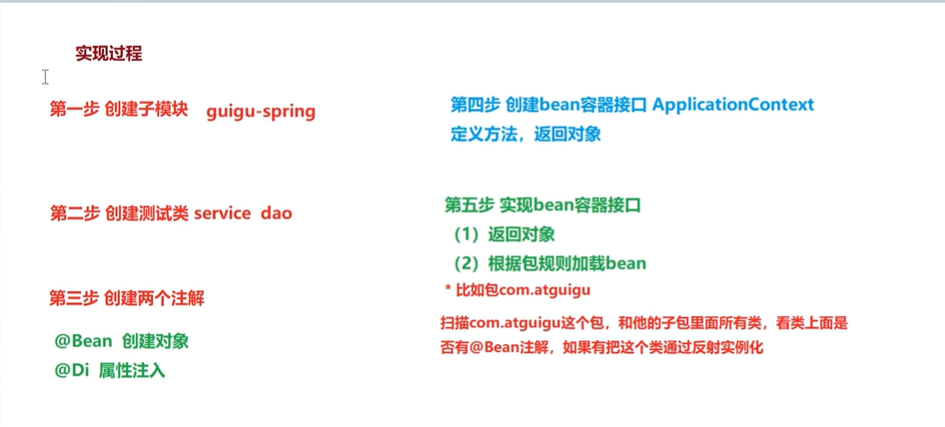 实现过程
第一步 创建子模块 guigu-spring
第二步 创建测试类 service dao
第三步 创建两个注解
@Bean 创建对象
@Di 属性注入
第四步 创建bean容器接口 ApplicationContext
定义方法，返回对象
第五步 实现bean容器接口
（1）返回对象
（2）根据包规则加载bean
* 比如包com.atguigu
扫描com.atguigu这个包，和他的子包里面所有类，看类上面是
否有@Bean注解，如果有把这个类通过反射实例化